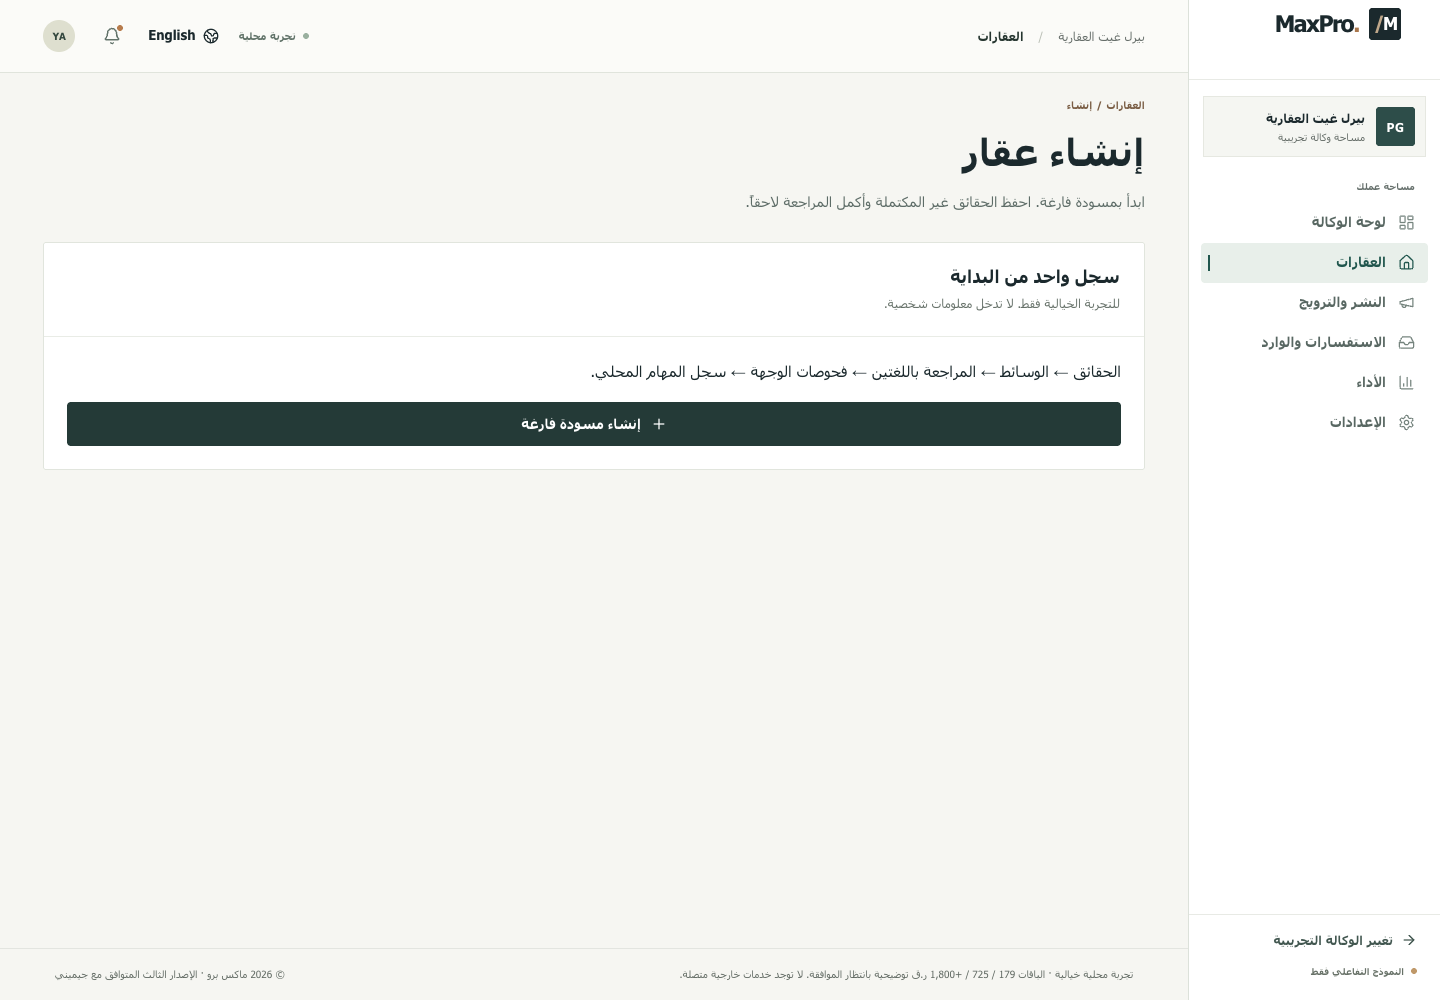 /M MaxPro.
PG
بيرل غيت العقارية
مساحة وكالة تجريبية
مساحة عملك
لوحة الوكالة
العقارات
النشر والترويج
الاستفسارات والوارد
الأداء
الإعدادات
تغيير الوكالة التجريبية
النموذج التفاعلي فقط
بيرل غيت العقارية / العقارات
تجربة محلية
English
YA
العقارات / إنشاء
إنشاء عقار
ابدأ بمسودة فارغة. احفظ الحقائق غير المكتملة وأكمل المراجعة لاحقاً.
سجل واحد من البداية
للتجربة الخيالية فقط. لا تدخل معلومات شخصية.
الحقائق ← الوسائط ← المراجعة باللغتين ← فحوصات الوجهة ← سجل المهام المحلي.
+ إنشاء مسودة فارغة
تجربة محلية خيالية · الباقات 179 / 725 / 1,800+ ر.ق توضيحية بانتظار الموافقة. لا توجد خدمات خارجية متصلة.
© 2026 ماكس برو · الإصدار الثالث المتوافق مع جيميني